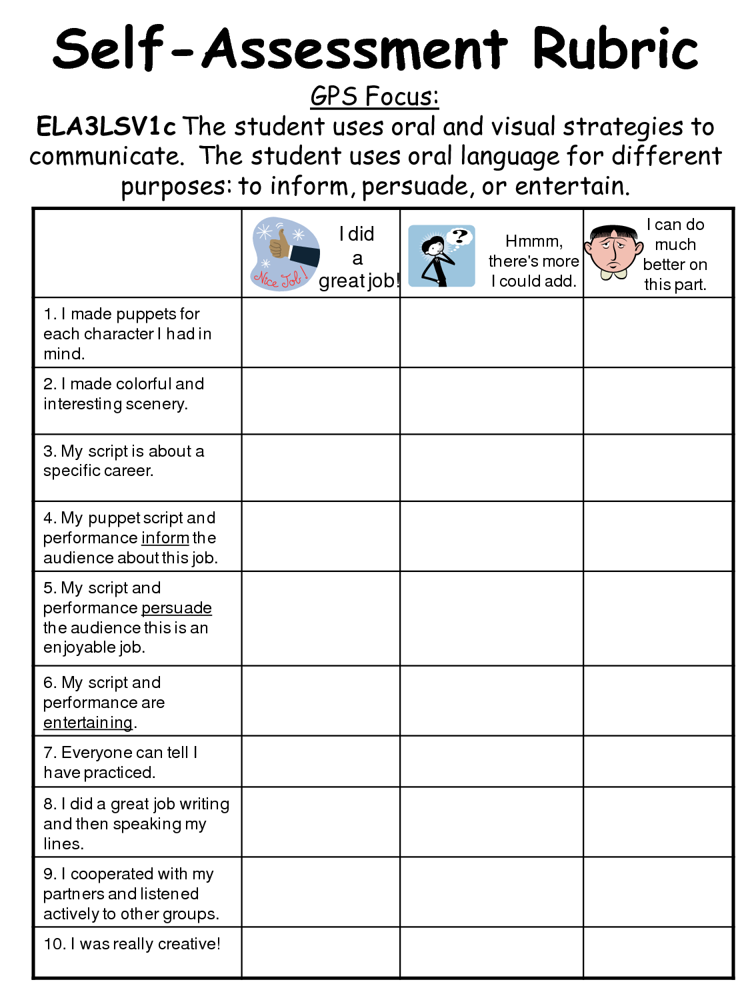 Self-Assessment Rubric
GPS Focus:
ELA3LSV1c The student uses oral and visual strategies to
communicate. The student uses oral language for different
purposes: to inform, persuade, or entertain.
Nice Job!
I did
a
great job!
?
Hmmm,
there's more
I could add.
I can do
much
better on
this part.
1. I made puppets for
each character I had in
mind.
2. I made colorful and
interesting scenery.
3. My script is about a
specific career.
4. My puppet script and
performance inform the
audience about this job.
5. My script and
performance persuade
the audience this is an
enjoyable job.
6. My script and
performance are
entertaining.
7. Everyone can tell I
have practiced.
8. I did a great job writing
and then speaking my
lines.
9. I cooperated with my
partners and listened
actively to other groups.
10. I was really creative!